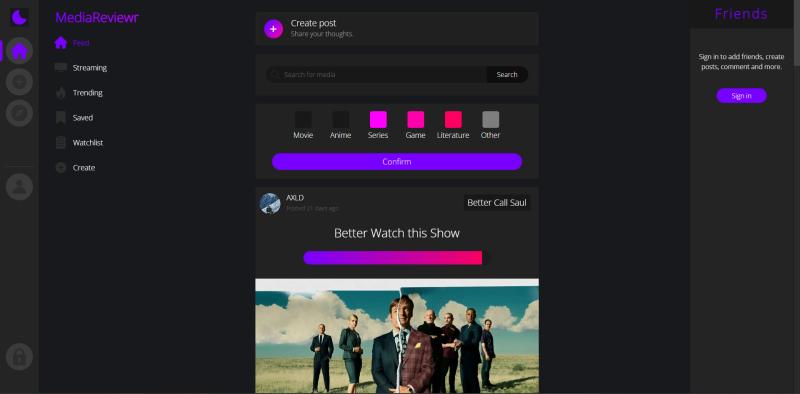 MediaReviewr
Feed
Streaming
Trending
Saved
Watchlist
Create
Create post
Share your thoughts.
Search for media
Search
Movie
Anime
Series
Game
Literature
Other
Confirm
AXLD
Posted 21 days ago
Better Call Saul
Better Watch this Show
Friends
Sign in to add friends, create
posts, comment and more.
Sign in